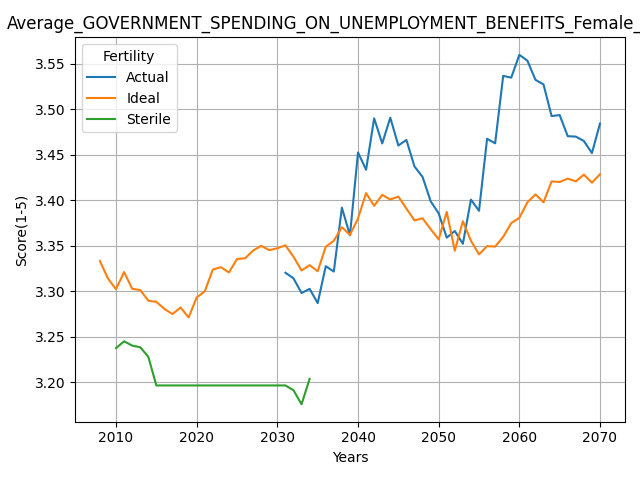 Average_GOVERNMENT_SPENDING_ON_UNEMPLOYMENT_BENEFITS_Female_
Fertility
Actual
Ideal
Sterile
3.55
3.50
3.45
3.40
3.35
3.30
3.25
3.20
Score(1-5)
2010 2020 2030 2040 2050 2060 2070
Years